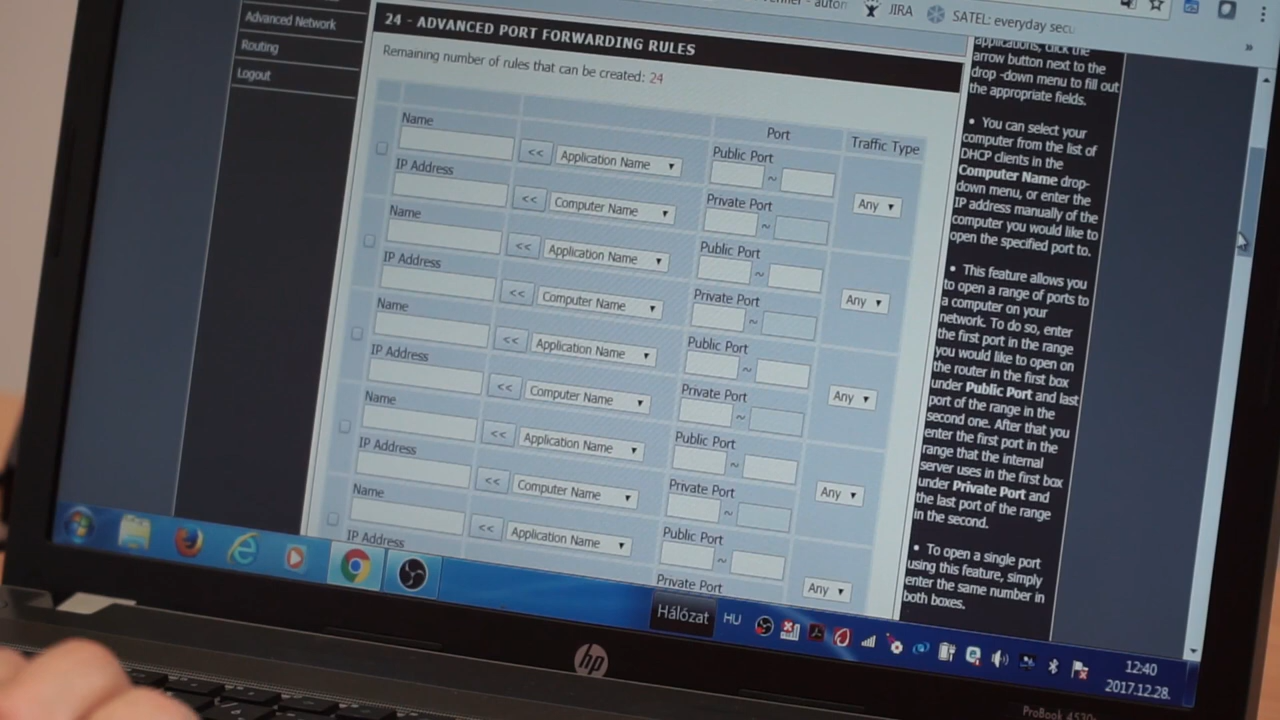 JIRA
SATEL: everyday secu
»
Advanced Network
Routing
Logout
24 - ADVANCED PORT FORWARDING RULES
Remaining number of rules that can be created: 24
Port
Traffic Type
Name
<<
Application Name
Public Port
~
IP Address
<<
Computer Name
Private Port
~
Any
Name
<<
Application Name
Public Port
~
IP Address
<<
Computer Name
Private Port
~
Any
Name
<<
Application Name
Public Port
~
IP Address
<<
Computer Name
Private Port
~
Any
Name
<<
Application Name
Public Port
~
IP Address
<<
Computer Name
Private Port
~
Any
Name
<<
Application Name
Public Port
~
IP Address
Private Port
Any
applications, click the
arrow button next to the
drop -down menu to fill out
the appropriate fields.
• You can select your
computer from the list of
DHCP clients in the
Computer Name drop-
down menu, or enter the
IP address manually of the
computer you would like to
open the specified port to.
• This feature allows you
to open a range of ports to
a computer on your
network. To do so, enter
the first port in the range
you would like to open on
the router in the first box
under Public Port and last
port of the range in the
second one. After that you
enter the first port in the
range that the internal
server uses in the first box
under Private Port and
the last port of the range
in the second.
• To open a single port
using this feature, simply
enter the same number in
both boxes.
Hálózat
HU
12:40
2017.12.28.
hp
ProBook 4530s